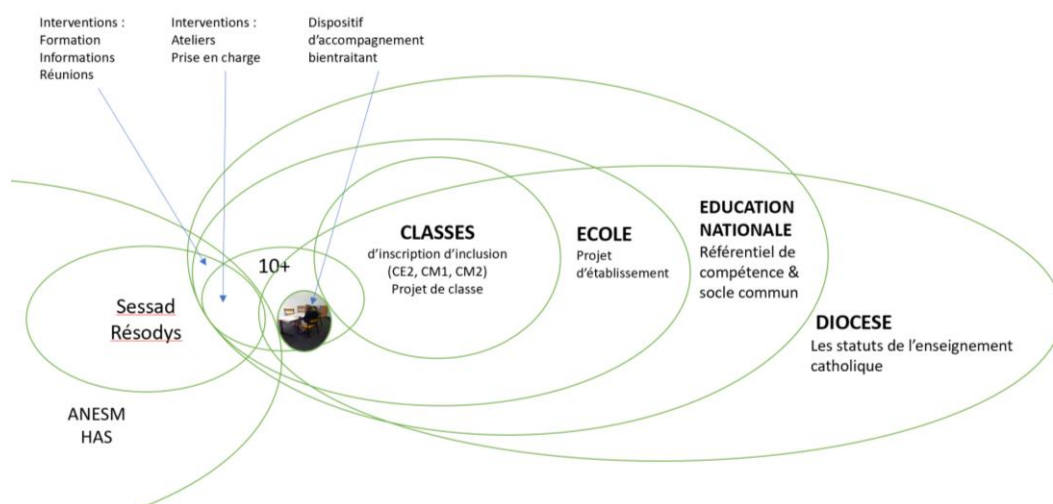 Interventions :
Formation
Informations
Réunions
Interventions :
Ateliers
Prise en charge
Dispositif
d'accompagnement
bientraitant
10+
Sessad
Résodys
ANESM
HAS
CLASSES
d'inscription d'inclusion
(CE2, CM1, CM2)
Projet de classe
ECOLE
Projet
d'établissement
EDUCATION
NATIONALE
Référentiel de
compétence &
socle commun
DIOCESE
Les statuts de l'enseignement
catholique